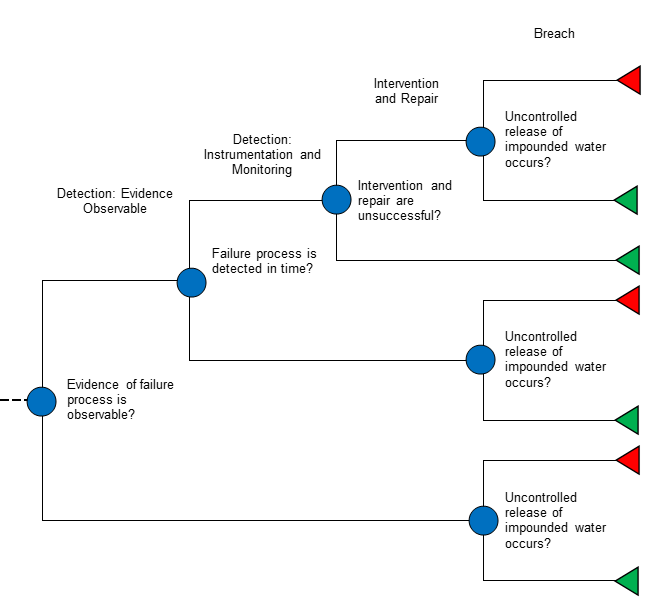 Breach
Intervention
and Repair
Uncontrolled
release of
impounded water
occurs?
Detection:
Instrumentation and
Monitoring
Intervention and
repair are
unsuccessful?
Detection: Evidence
Observable
Failure process is
detected in time?
Uncontrolled
release of
impounded water
occurs?
Evidence of failure
process is
observable?
Uncontrolled
release of
impounded water
occurs?